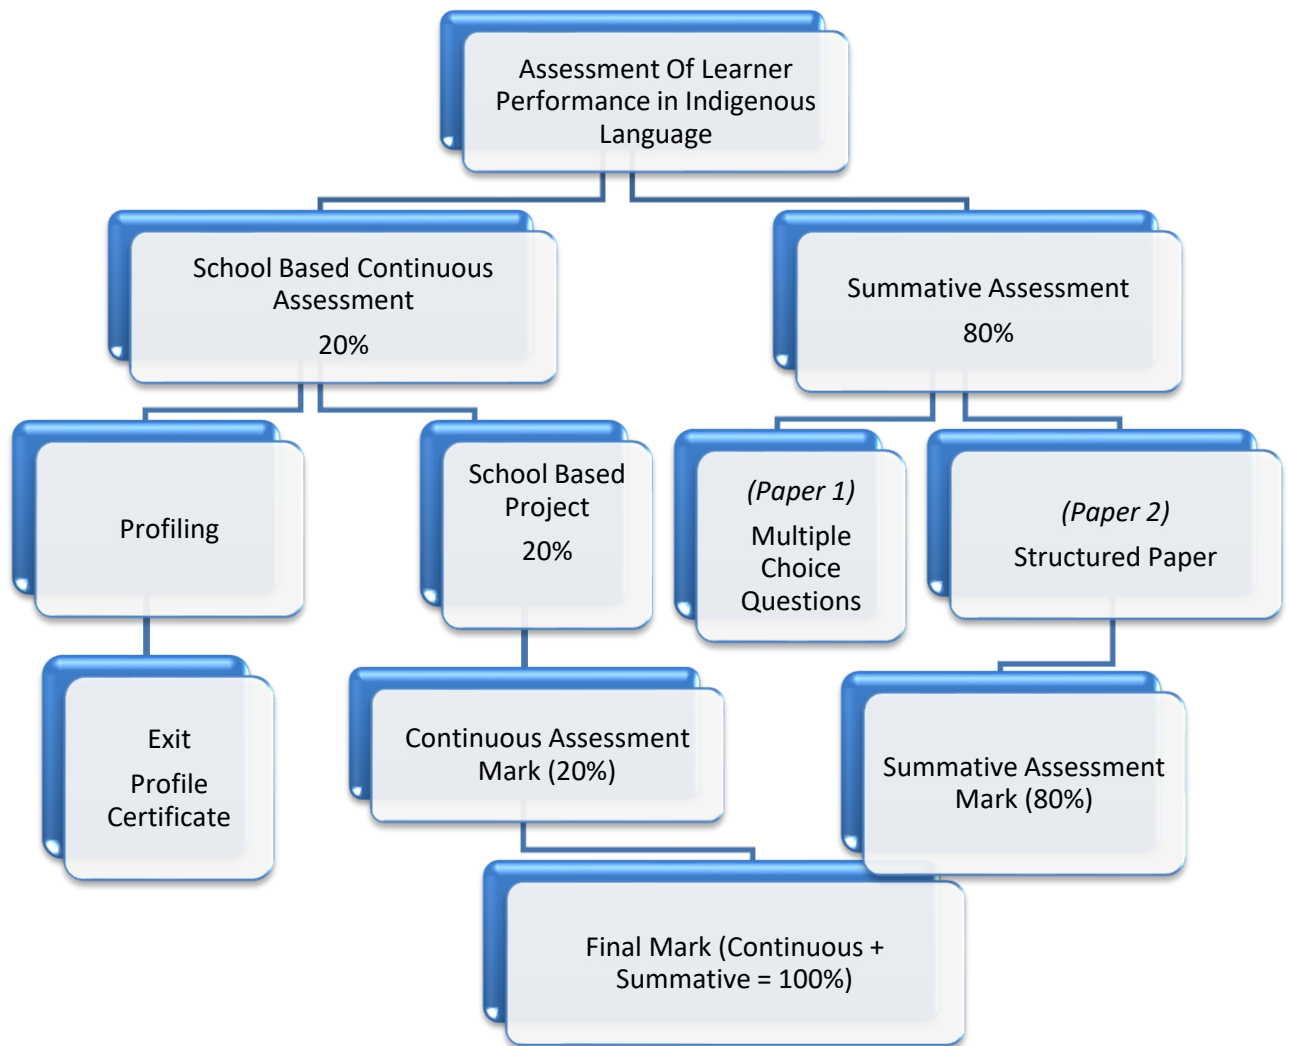 Assessment Of Learner
Performance in Indigenous
Language
School Based Continuous
Assessment
20%
Summative Assessment
80%
Profiling
School Based
Project
20%
(Paper 1)
Multiple
Choice
Questions
(Paper 2)
Structured Paper
Exit
Profile
Certificate
Continuous Assessment
Mark (20%)
Summative Assessment
Mark (80%)
Final Mark (Continuous +
Summative = 100%)